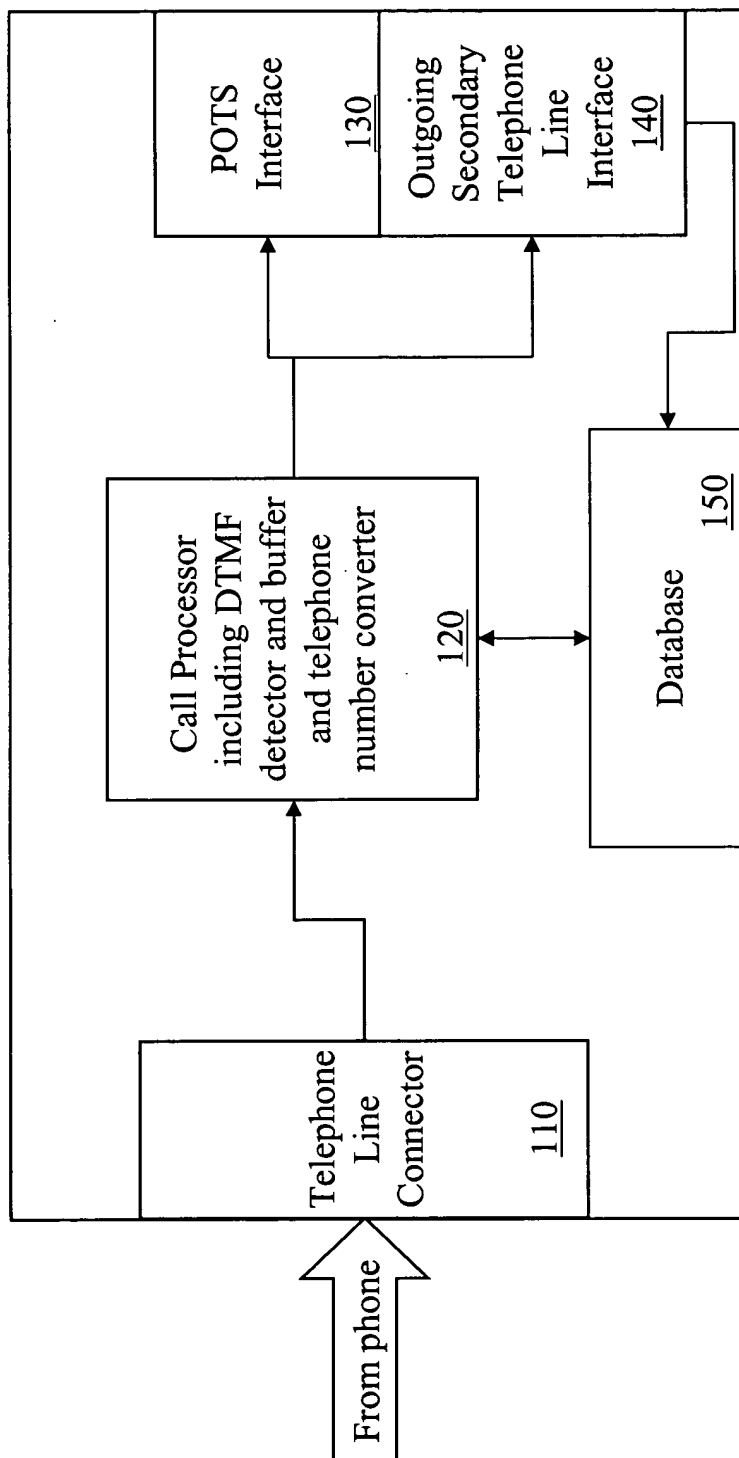 From phone
Telephone
Line
Connector
110
Call Processor
including DTMF
detector and buffer
and telephone
number converter
120
POTS
Interface
130
Outgoing
Secondary
Telephone
Line
Interface
140
Database
150